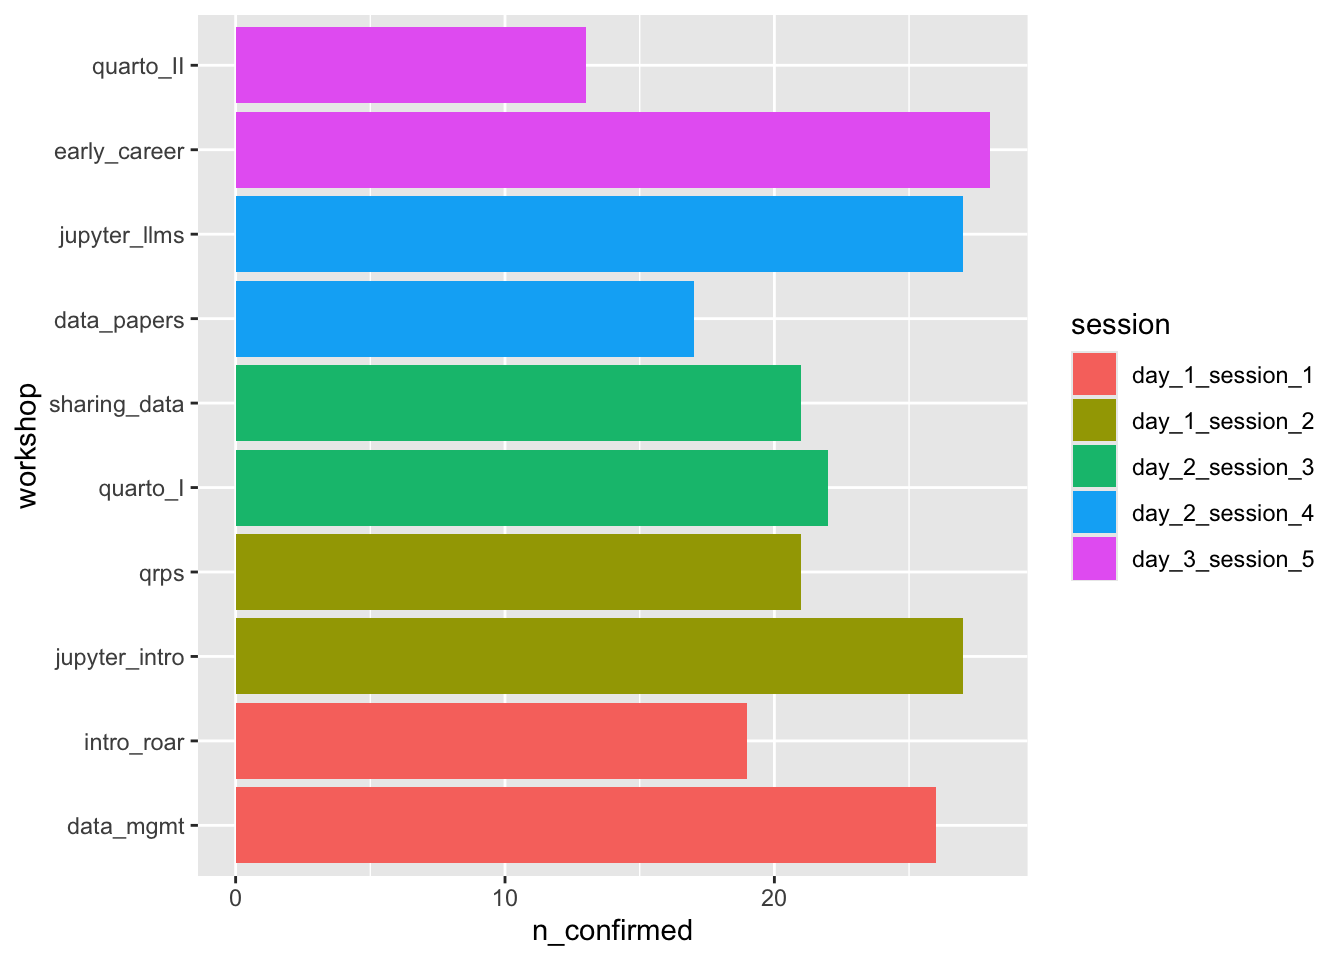 quarto_II
early_career
jupyter_llms
data_papers
sharing_data
quarto_I
qrps
jupyter_intro
intro_roar
data_mgmt
workshop
0 10 20
n_confirmed
session
day_1_session_1
day_1_session_2
day_2_session_3
day_2_session_4
day_3_session_5